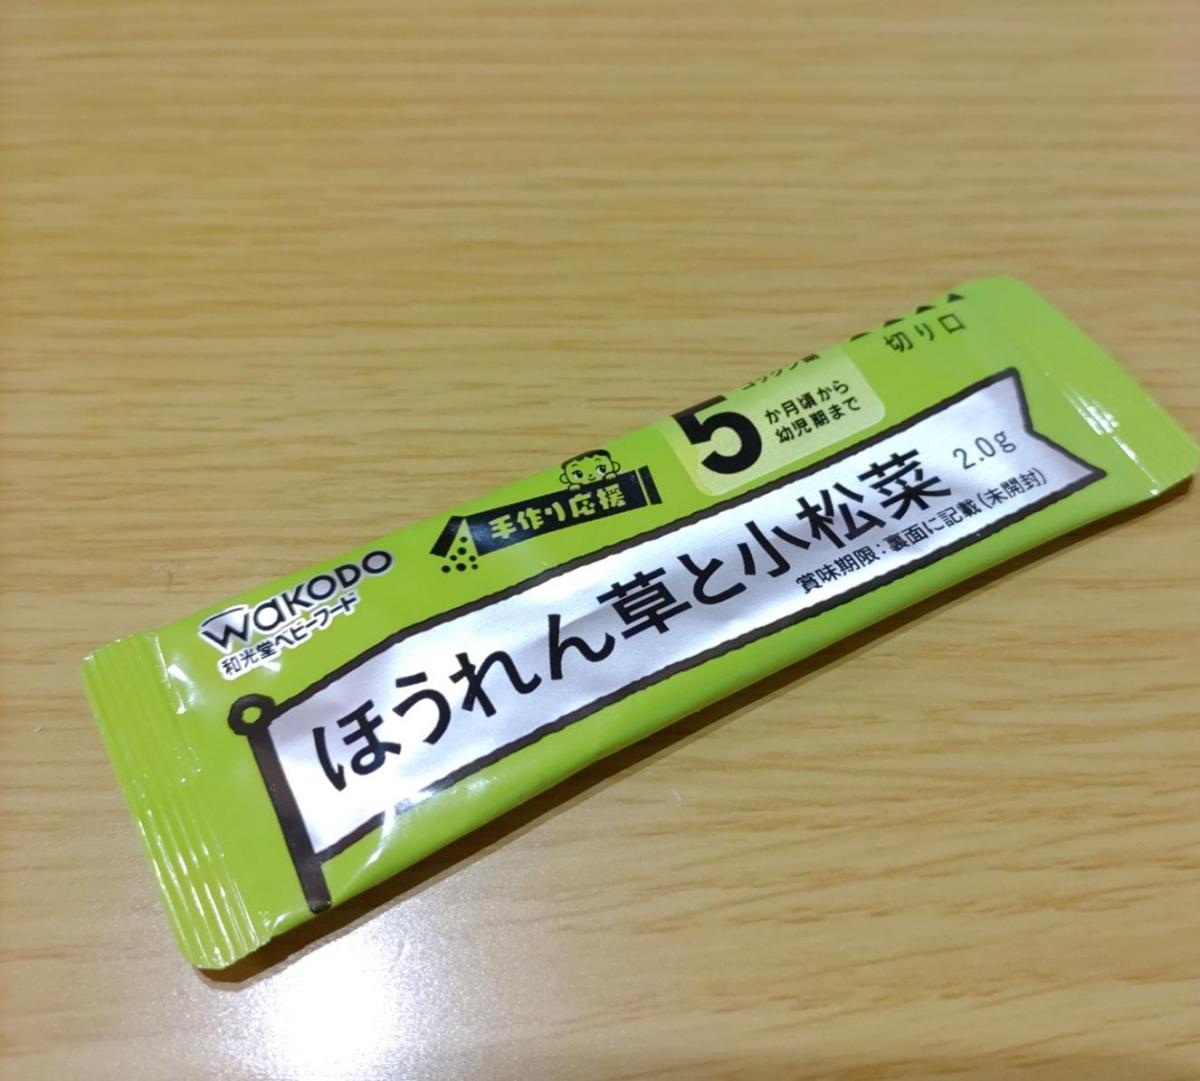 wakodo
和光堂ベビーフード
手作り応援
5
か月頃から
幼児期まで
切り口
ほうれん草と小松菜 2.0g
賞味期限:裏面に記載(未開封)